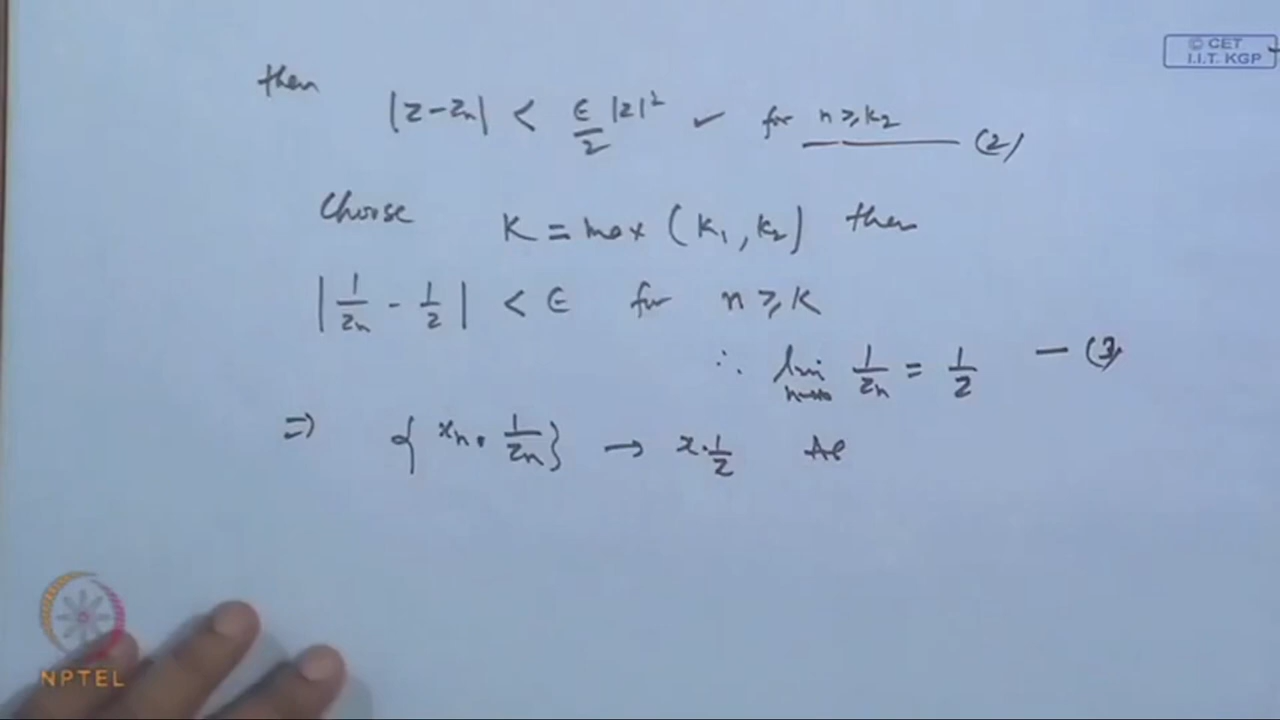 © CET
I.I.T. KGP
then |z-zn| < ε/2 |z|² ✓ for n ≥ k2 — (2)
Choose K = max (k1, k2) then
|1/zn - 1/z| < ε for n ≥ K
∴ lim n→∞ 1/zn = 1/z — (3)
⇒ { xn . 1/zn } → x . 1/z As
NPTEL